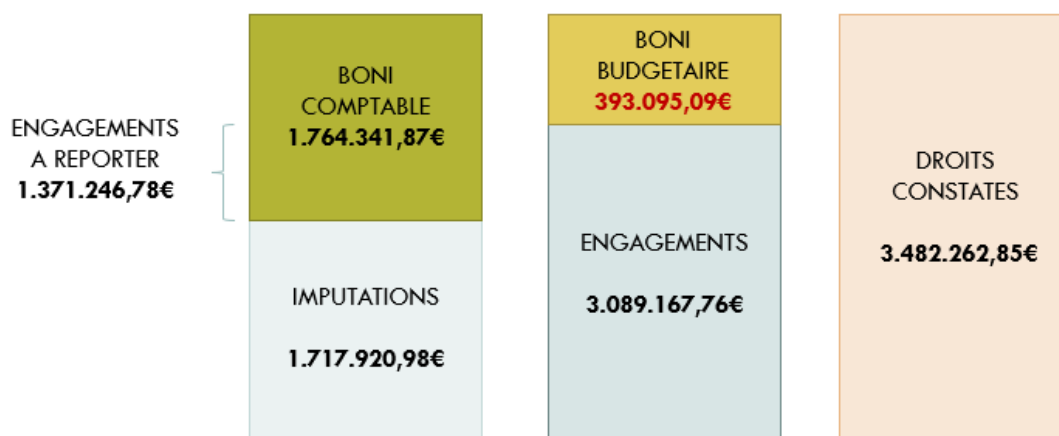 ENGAGEMENTS
A REPORTER
1.371.246,78€
BONI
COMPTABLE
1.764.341,87€
IMPUTATIONS
1.717.920,98€
BONI
BUDGETAIRE
393.095,09€
ENGAGEMENTS
3.089.167,76€
DROITS
CONSTATES
3.482.262,85€